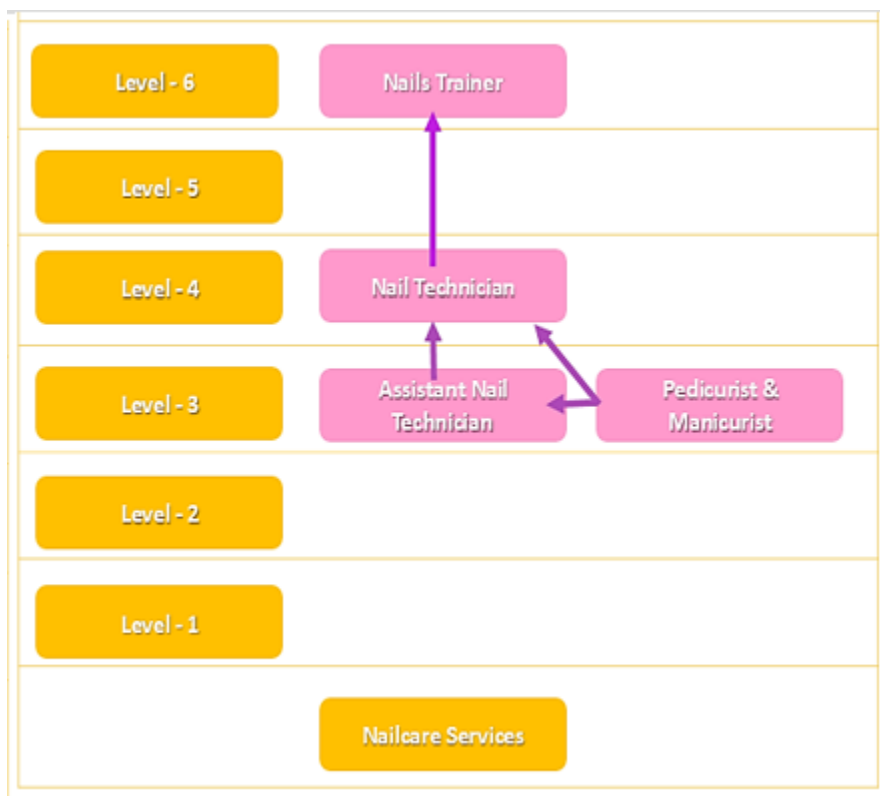 Level - 6
Nails Trainer
Level - 5
Level - 4
Nail Technician
Level - 3
Assistant Nail
Technician
Pedicurist &
Manicurist
Level - 2
Level - 1
Nailcare Services